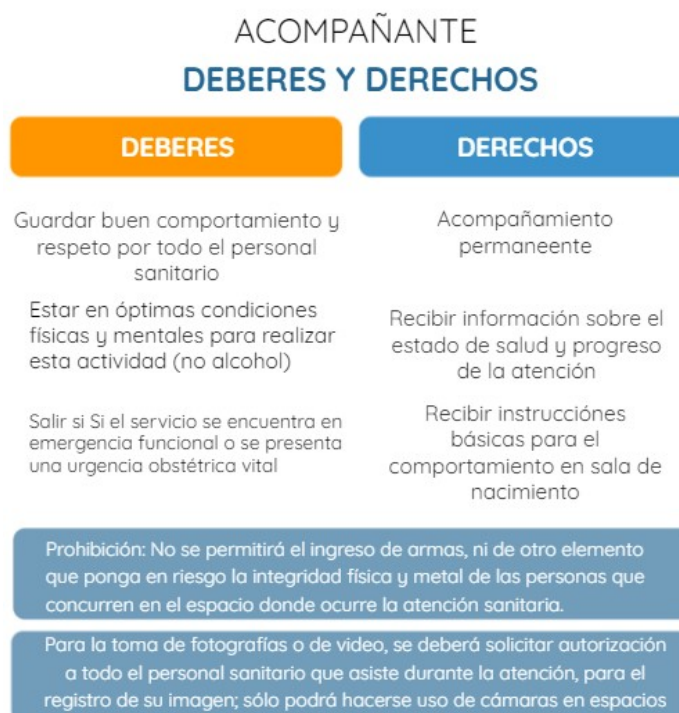 ACOMPAÑANTE
DEBERES Y DERECHOS
DEBERES
Guardar buen comportamiento y
respeto por todo el personal
sanitario
Estar en óptimas condiciones
físicas y mentales para realizar
esta actividad (no alcohol)
Salir si Si el servicio se encuentra en
emergencia funcional o se presenta
una urgencia obstétrica vital
DERECHOS
Acompañamiento
permaneente
Recibir información sobre el
estado de salud y progreso
de la atención
Recibir instrucciónes
básicas para el
comportamiento en sala de
nacimiento
Prohibición: No se permitirá el ingreso de armas, ni de otro elemento
que ponga en riesgo la integridad física y metal de las personas que
concurren en el espacio donde ocurre la atención sanitaria.
Para la toma de fotografías o de video, se deberá solicitar autorización
a todo el personal sanitario que asiste durante la atención, para el
registro de su imagen; sólo podrá hacerse uso de cámaras en espacios